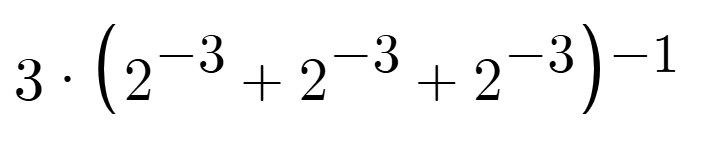 3 · (2⁻³ + 2⁻³ + 2⁻³)⁻¹